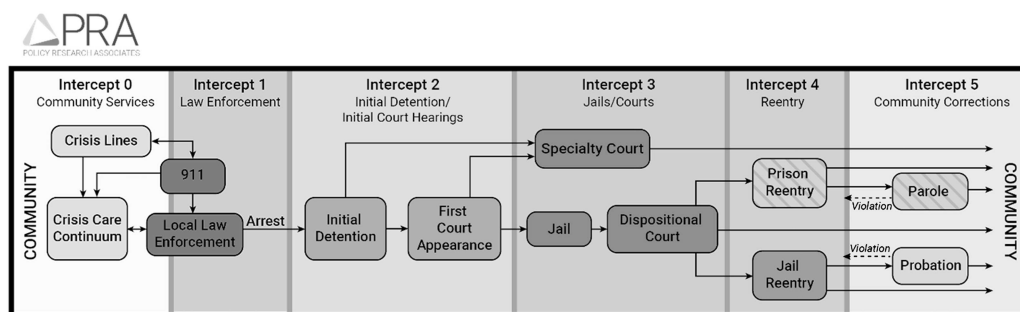 PRA
POLICY RESEARCH ASSOCIATES
Intercept 0
Community Services
Intercept 1
Law Enforcement
Intercept 2
Initial Detention/
Initial Court Hearings
Intercept 3
Jails/Courts
Intercept 4
Reentry
Intercept 5
Community Corrections
COMMUNITY
Crisis Lines
911
Crisis Care
Continuum
Local Law
Enforcement
Arrest
Initial
Detention
First
Court
Appearance
Specialty Court
Jail
Dispositional
Court
Prison
Reentry
Parole
Violation
Violation
Jail
Reentry
Probation
COMMUNITY